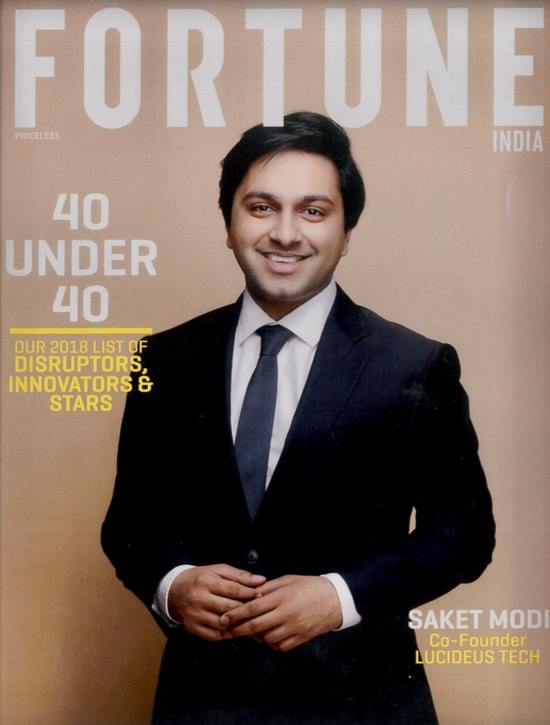 FORTUNE
PRICELESS
INDIA
40
UNDER
40
OUR 2018 LIST OF
DISRUPTORS,
INNOVATORS &
STARS
SAKET MODI
Co-Founder
LUCIDEUS TECH